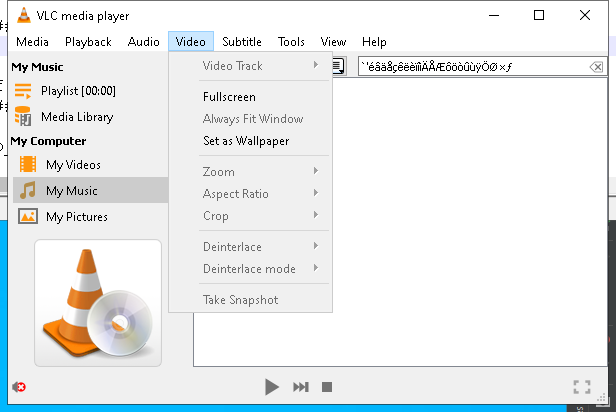 VLC media player
Media Playback Audio Video Subtitle Tools View Help
My Music
Playlist [00:00]
Media Library
My Computer
My Videos
My Music
My Pictures
Video Track
Fullscreen
Always Fit Window
Set as Wallpaper
Zoom
Aspect Ratio
Crop
Deinterlace
Deinterlace mode
Take Snapshot